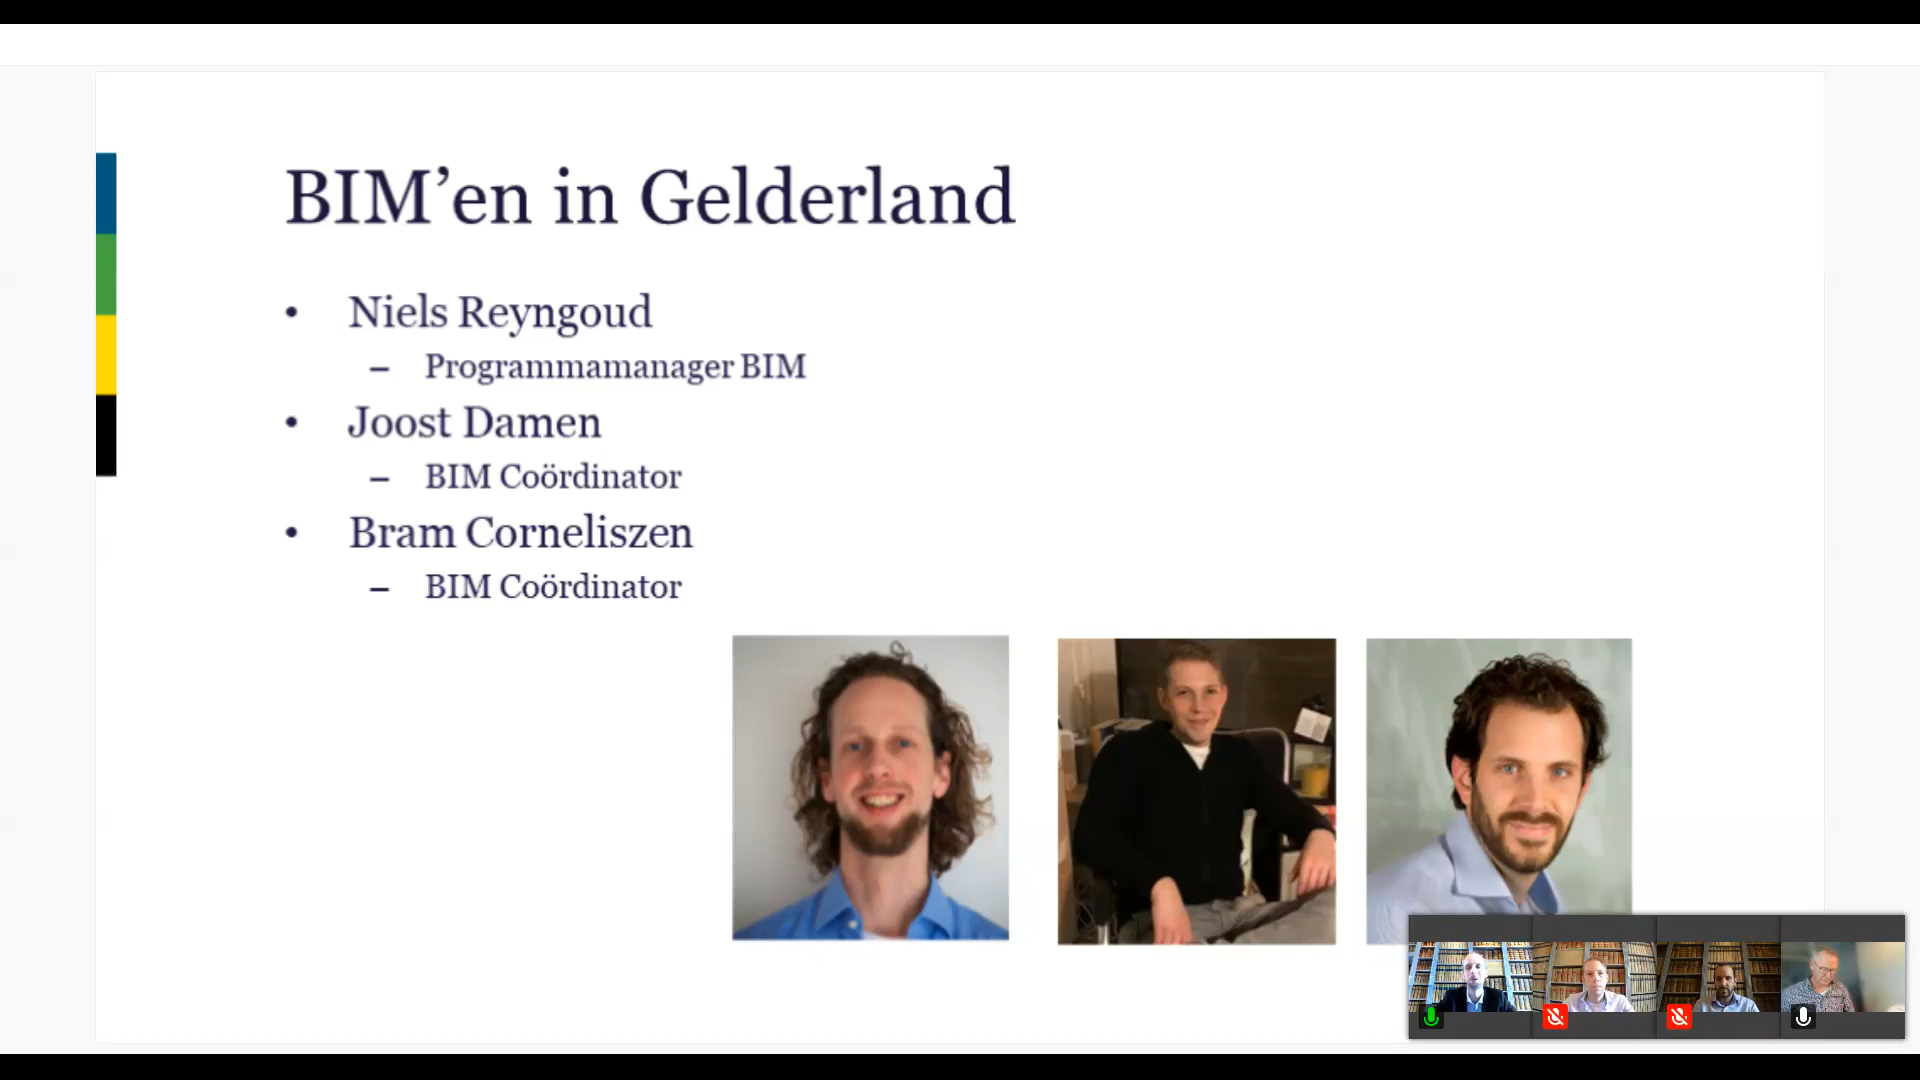 BIM’en in Gelderland
• Niels Reyngoud
– Programmamanager BIM
• Joost Damen
– BIM Coördinator
• Bram Corneliszen
– BIM Coördinator